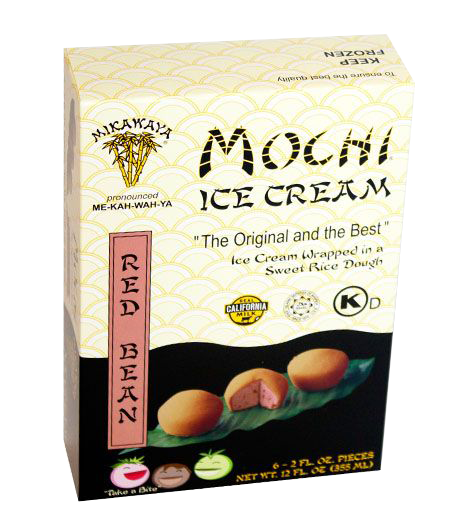 KEEP
FROZEN
To ensure the best quality
MIKAWAYA
pronounced
ME-KAH-WAH-YA
MOCHI
ICE CREAM
"The Original and the Best"
Ice Cream Wrapped in a
Sweet Rice Dough
REAL
CALIFORNIA
MILK
K D
RED BEAN
6 - 2 FL. OZ. PIECES
NET WT. 12 FL OZ (355 ML)
"Take a Bite"